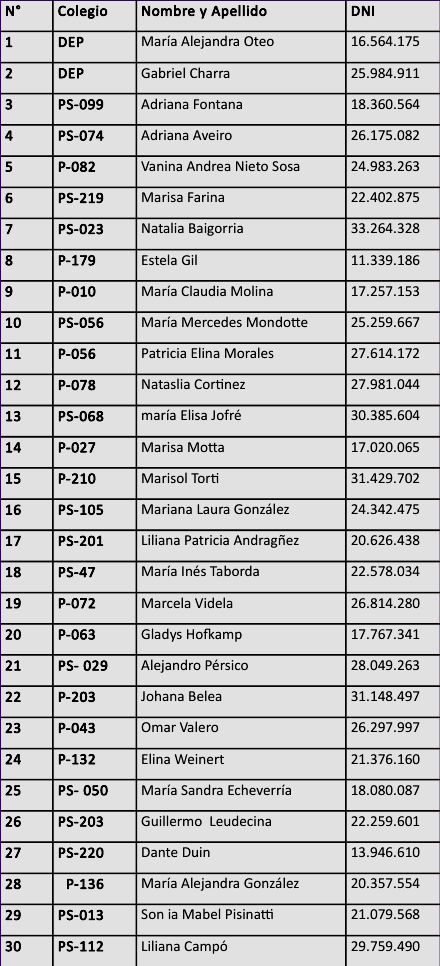 N° Colegio Nombre y Apellido DNI
1 DEP María Alejandra Oteo 16.564.175
2 DEP Gabriel Charra 25.984.911
3 PS-099 Adriana Fontana 18.360.564
4 PS-074 Adriana Aveiro 26.175.082
5 P-082 Vanina Andrea Nieto Sosa 24.983.263
6 PS-219 Marisa Farina 22.402.875
7 PS-023 Natalia Baigorria 33.264.328
8 P-179 Estela Gil 11.339.186
9 P-010 María Claudia Molina 17.257.153
10 PS-056 María Mercedes Mondotte 25.259.667
11 P-056 Patricia Elina Morales 27.614.172
12 P-078 Nataslia Cortinez 27.981.044
13 PS-068 maría Elisa Jofré 30.385.604
14 P-027 Marisa Motta 17.020.065
15 P-210 Marisol Torti 31.429.702
16 PS-105 Mariana Laura González 24.342.475
17 PS-201 Liliana Patricia Andragñez 20.626.438
18 PS-47 María Inés Taborda 22.578.034
19 P-072 Marcela Videla 26.814.280
20 P-063 Gladys Hofkamp 17.767.341
21 PS- 029 Alejandro Pérsico 28.049.263
22 P-203 Johana Belea 31.148.497
23 P-043 Omar Valero 26.297.997
24 P-132 Elina Weinert 21.376.160
25 PS- 050 María Sandra Echeverría 18.080.087
26 PS-203 Guillermo  Leudecina 22.259.601
27 PS-220 Dante Duin 13.946.610
28 P-136 María Alejandra González 20.357.554
29 PS-013 Son ia Mabel Pisinatti 21.079.568
30 PS-112 Liliana Campó 29.759.490